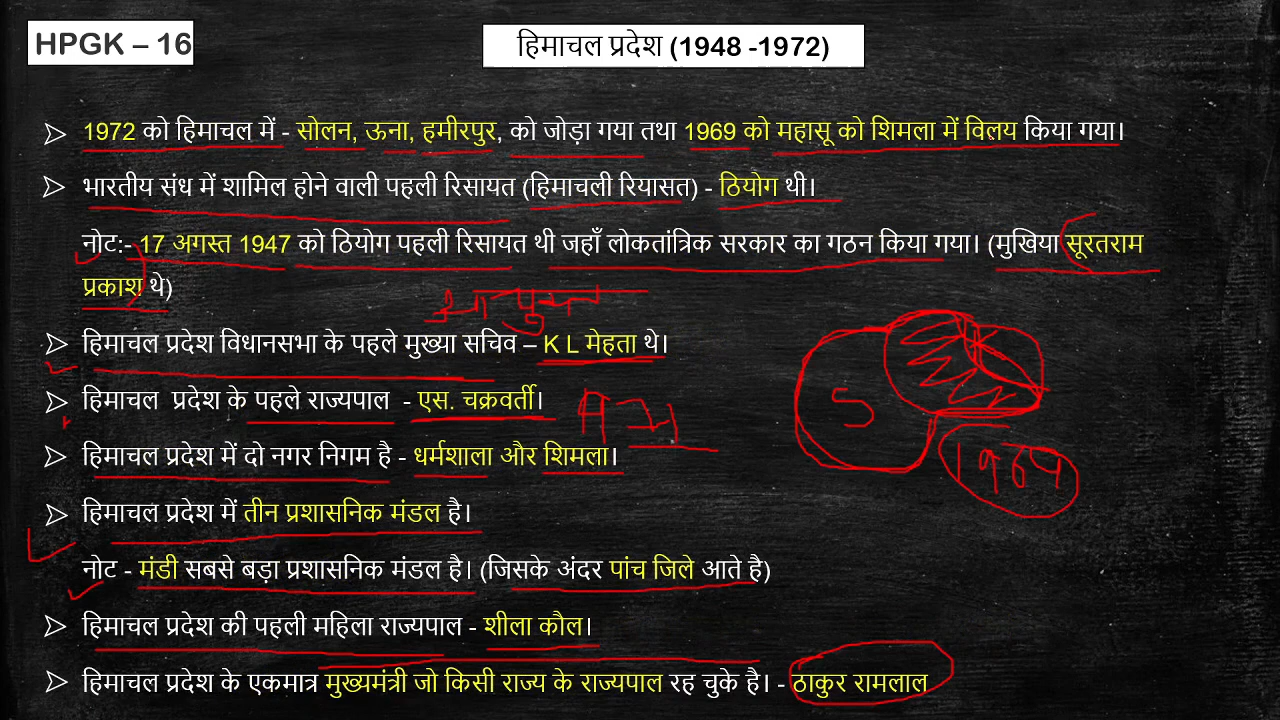 HPGK – 16
हिमाचल प्रदेश (1948 -1972)
1972 को हिमाचल में - सोलन, ऊना, हमीरपुर, को जोड़ा गया तथा 1969 को महासू को शिमला में विलय किया गया।
भारतीय संध में शामिल होने वाली पहली रिसायत (हिमाचली रियासत) - ठियोग थी।
नोट:- 17 अगस्त 1947 को ठियोग पहली रिसायत थी जहाँ लोकतांत्रिक सरकार का गठन किया गया। (मुखिया सूरतराम
प्रकाश थे)
हिमाचल प्रदेश विधानसभा के पहले मुख्या सचिव – K L मेहता थे।
हिमाचल प्रदेश के पहले राज्यपाल - एस. चक्रवर्ती।
हिमाचल प्रदेश में दो नगर निगम है - धर्मशाला और शिमला।
हिमाचल प्रदेश में तीन प्रशासनिक मंडल है।
नोट - मंडी सबसे बड़ा प्रशासनिक मंडल है। (जिसके अंदर पांच जिले आते है)
हिमाचल प्रदेश की पहली महिला राज्यपाल - शीला कौल।
हिमाचल प्रदेश के एकमात्र मुख्यमंत्री जो किसी राज्य के राज्यपाल रह चुके है। - ठाकुर रामलाल
S